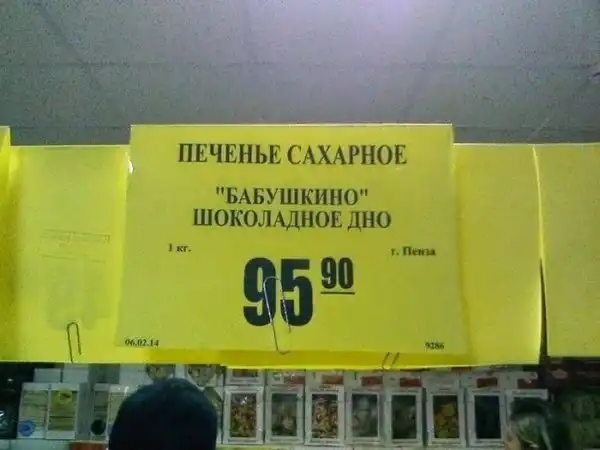 ПЕЧЕНЬЕ САХАРНОЕ
"БАБУШКИНО"
ШОКОЛАДНОЕ ДНО
1 кг.
г. Пенза
95 90
06.02.14
9286